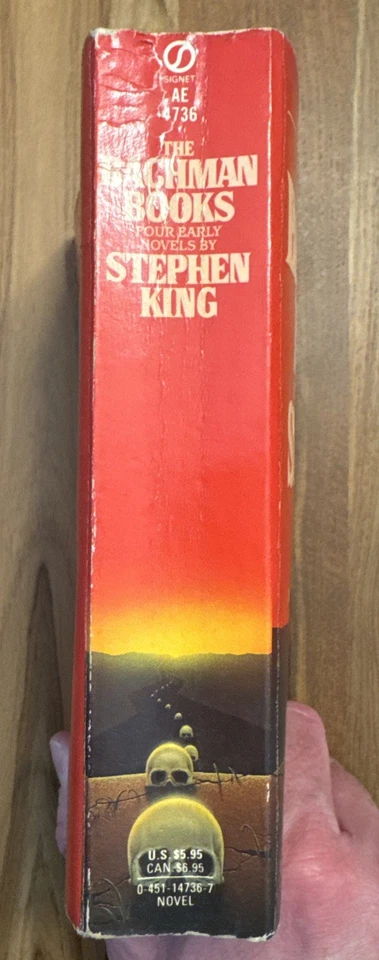 SIGNET
AE
4736
THE
BACHMAN
BOOKS
FOUR EARLY
NOVELS BY
STEPHEN
KING
U.S. $5.95
CAN. $6.95
0-451-14736-7
NOVEL